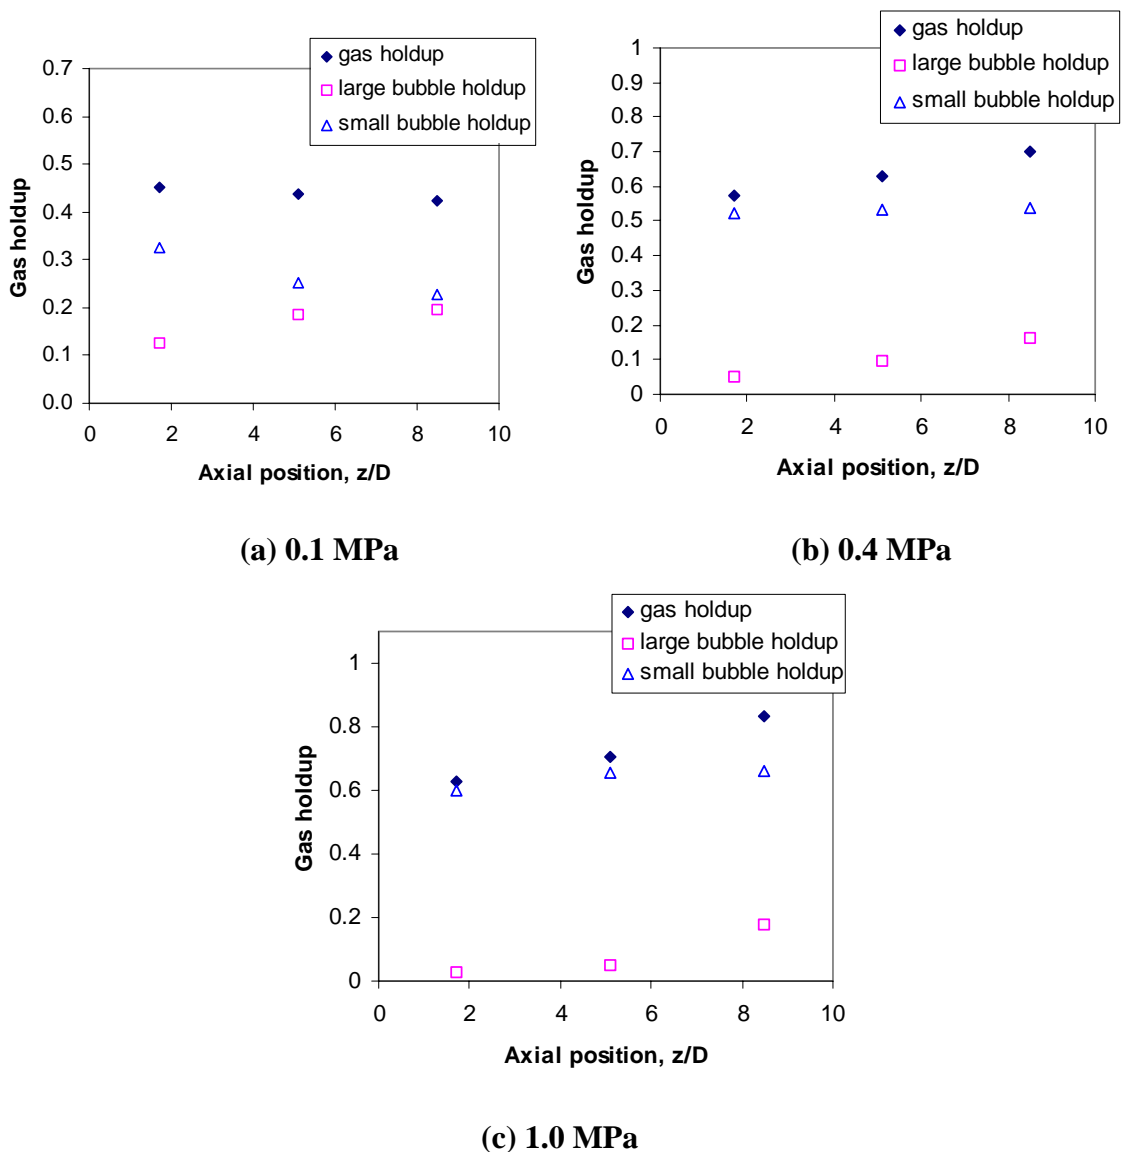 gas holdup
large bubble holdup
small bubble holdup
0.7
0.6
0.5
0.4
0.3
0.2
0.1
0.0
Gas holdup
0 2 4 6 8 10
Axial position, z/D
(a) 0.1 MPa
gas holdup
large bubble holdup
small bubble holdup
1
0.9
0.8
0.7
0.6
0.5
0.4
0.3
0.2
0.1
0
Gas holdup
0 2 4 6 8 10
Axial position, z/D
(b) 0.4 MPa
gas holdup
large bubble holdup
small bubble holdup
1
0.8
0.6
0.4
0.2
0
Gas holdup
0 2 4 6 8 10
Axial position, z/D
(c) 1.0 MPa